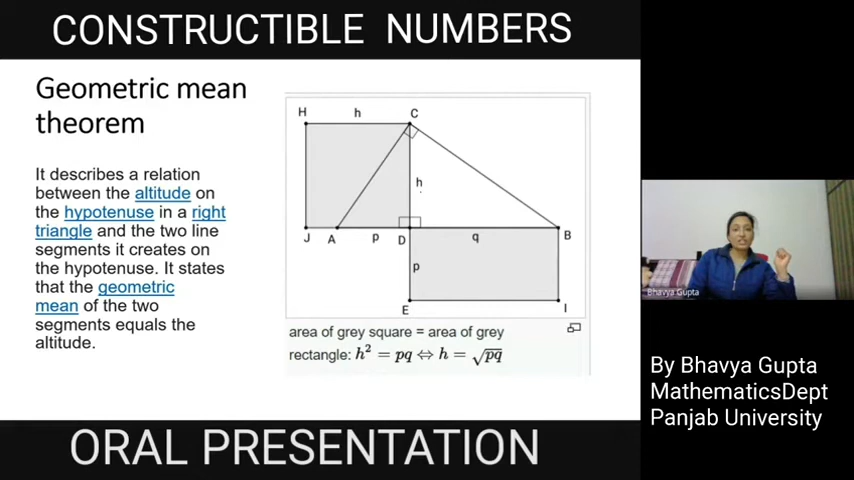 CONSTRUCTIBLE NUMBERS
Geometric mean
theorem
It describes a relation
between the altitude on
the hypotenuse in a right
triangle and the two line
segments it creates on
the hypotenuse. It states
that the geometric
mean of the two
segments equals the
altitude.
H h C
h
J A p D q B
p
E I
area of grey square = area of grey
rectangle: h² = pq ⇔ h = √pq
Bhavya Gupta
By Bhavya Gupta
MathematicsDept
Panjab University
ORAL PRESENTATION